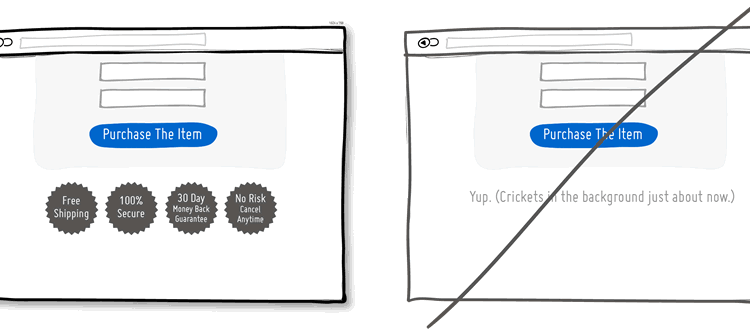 Purchase The Item
Free
Shipping
100%
Secure
30 Day
Money Back
Guarantee
No Risk
Cancel
Anytime
Purchase The Item
Yup. (Crickets in the background just about now.)